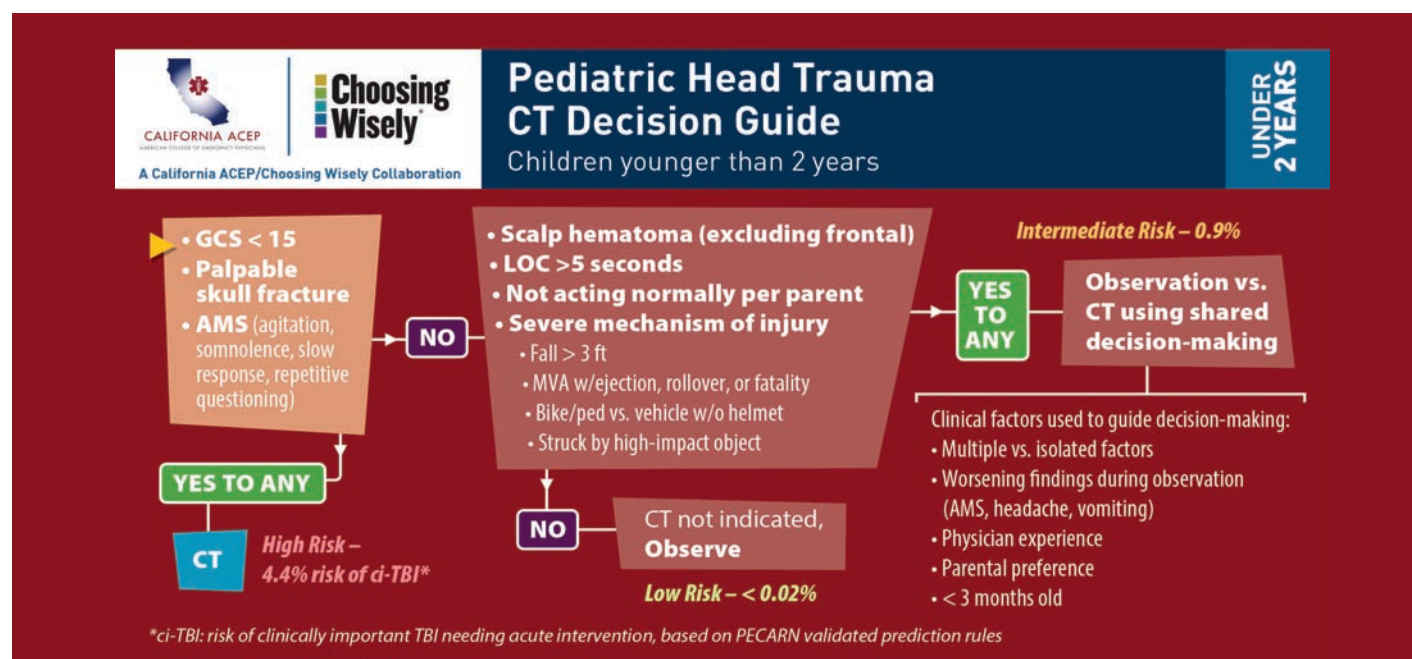 CALIFORNIA ACEP
AMERICAN COLLEGE OF EMERGENCY PHYSICIANS
Choosing
Wisely
A California ACEP/Choosing Wisely Collaboration
Pediatric Head Trauma
CT Decision Guide
Children younger than 2 years
UNDER
2 YEARS
• GCS < 15
• Palpable
skull fracture
• AMS (agitation,
somnolence, slow
response, repetitive
questioning)
YES TO ANY
CT
High Risk –
4.4% risk of ci-TBI*
NO
• Scalp hematoma (excluding frontal)
• LOC >5 seconds
• Not acting normally per parent
• Severe mechanism of injury
• Fall > 3 ft
• MVA w/ejection, rollover, or fatality
• Bike/ped vs. vehicle w/o helmet
• Struck by high-impact object
NO
CT not indicated,
Observe
Low Risk – < 0.02%
YES
TO
ANY
Intermediate Risk – 0.9%
Observation vs.
CT using shared
decision-making
Clinical factors used to guide decision-making:
• Multiple vs. isolated factors
• Worsening findings during observation
(AMS, headache, vomiting)
• Physician experience
• Parental preference
• < 3 months old
*ci-TBI: risk of clinically important TBI needing acute intervention, based on PECARN validated prediction rules